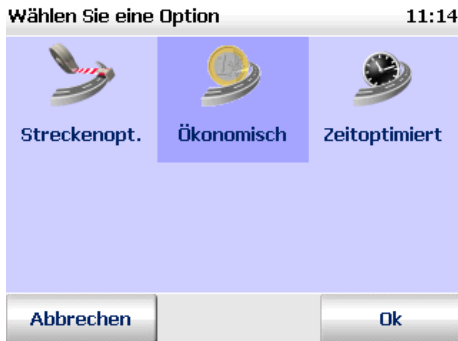 Wählen Sie eine Option 11:14
Streckenopt. Ökonomisch Zeitoptimiert
Abbrechen Ok